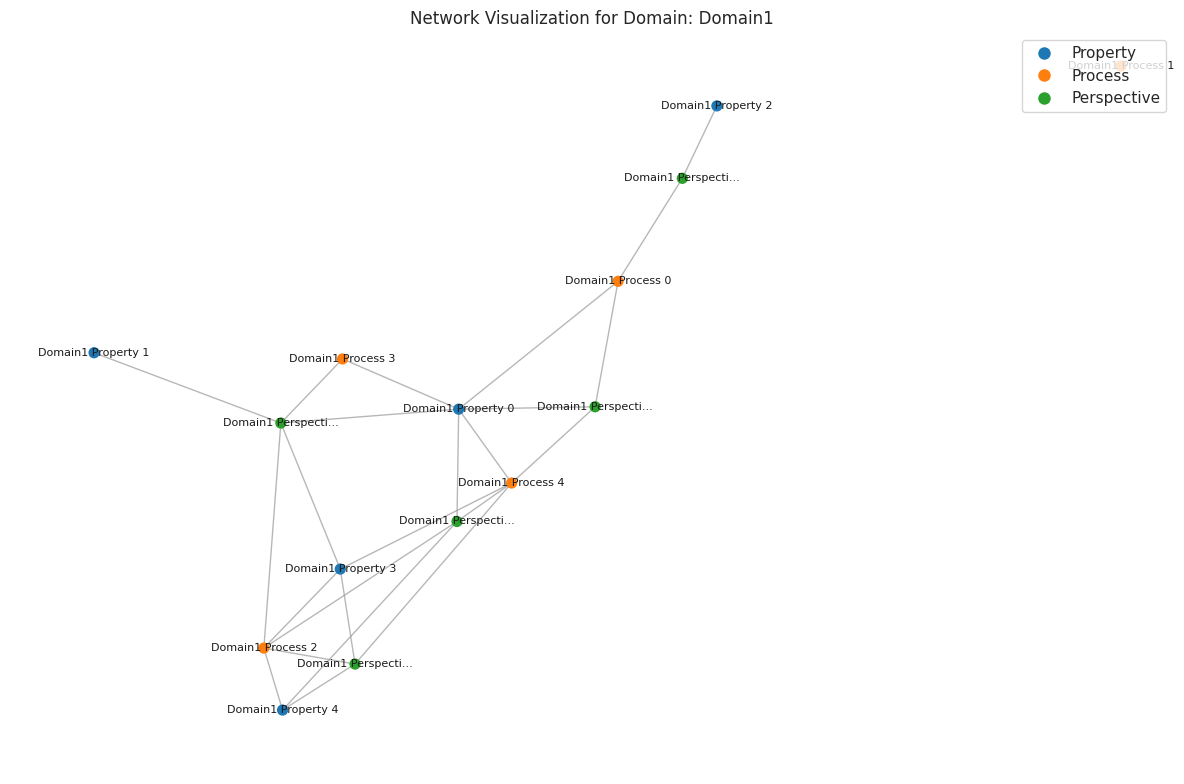 Network Visualization for Domain: Domain1
Property
Process
Perspective
Domain1 Process 1
Domain1 Property 2
Domain1 Perspecti...
Domain1 Process 0
Domain1 Property 1
Domain1 Process 3
Domain1 Property 0
Domain1 Perspecti...
Domain1 Perspecti...
Domain1 Process 4
Domain1 Perspecti...
Domain1 Property 3
Domain1 Process 2
Domain1 Perspecti...
Domain1 Property 4